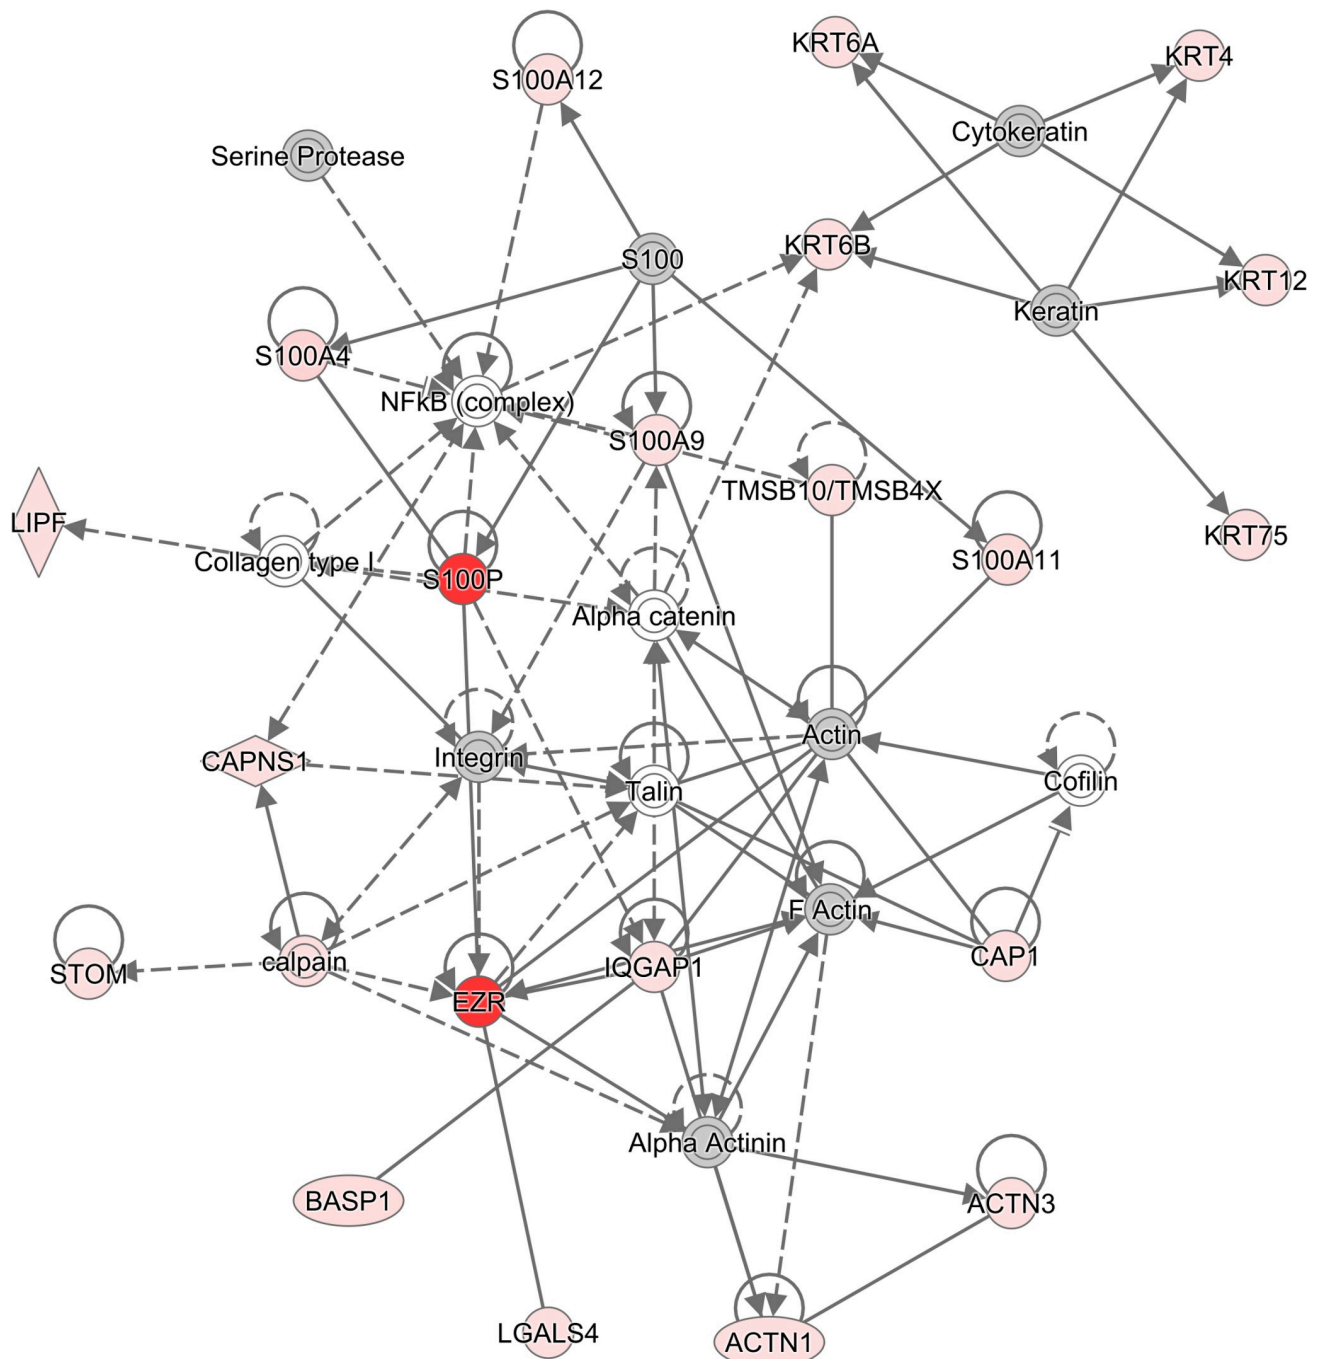 KRT6A
KRT4
S100A12
Cytokeratin
Serine Protease
KRT6B
S100
KRT12
Keratin
S100A4
NFkB (complex)
S100A9
TMSB10/TMSB4X
LIPF
KRT75
Collagen type I
S100P
S100A11
Alpha catenin
Actin
CAPNS1
Integrin
Talin
Cofilin
F Actin
STOM
calpain
IQGAP1
CAP1
EZR
Alpha Actinin
BASP1
ACTN3
LGALS4
ACTN1